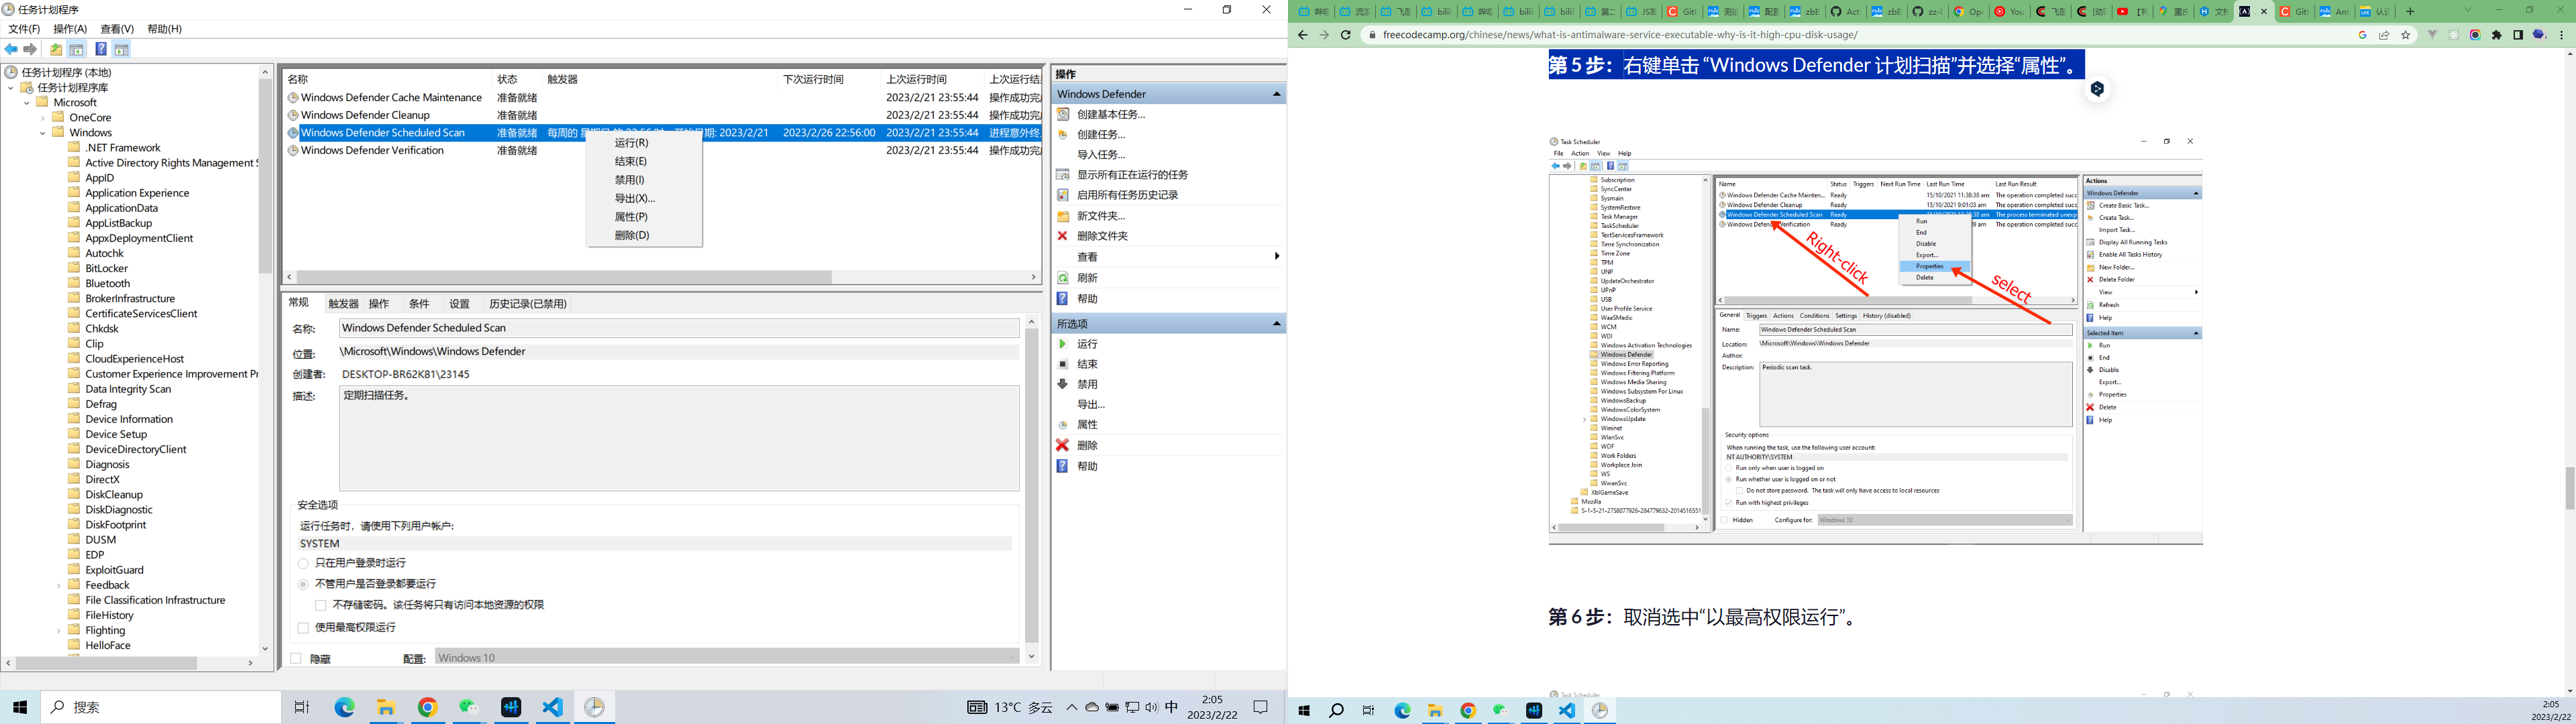 任务计划程序
文件(F) 操作(A) 查看(V) 帮助(H)
任务计划程序 (本地)
任务计划程序库
Microsoft
OneCore
Windows
.NET Framework
Active Directory Rights Management S
AppID
Application Experience
ApplicationData
AppListBackup
AppxDeploymentClient
Autochk
BitLocker
Bluetooth
BrokerInfrastructure
CertificateServicesClient
Chkdsk
Clip
CloudExperienceHost
Customer Experience Improvement Pr
Data Integrity Scan
Defrag
Device Information
Device Setup
DeviceDirectoryClient
Diagnosis
DirectX
DiskCleanup
DiskDiagnostic
DiskFootprint
DUSM
EDP
ExploitGuard
Feedback
File Classification Infrastructure
FileHistory
Flighting
HelloFace
名称 状态 触发器 下次运行时间 上次运行时间 上次运行结
Windows Defender Cache Maintenance 准备就绪 2023/2/21 23:55:44 操作成功完
Windows Defender Cleanup 准备就绪 2023/2/21 23:55:44 操作成功完
Windows Defender Scheduled Scan 准备就绪 2023/2/21 2023/2/26 22:56:00 2023/2/21 23:55:44 进程意外终
Windows Defender Verification 准备就绪 2023/2/21 23:55:44 操作成功完
运行(R)
结束(E)
禁用(I)
导出(X)...
属性(P)
删除(D)
常规 触发器 操作 条件 设置 历史记录(已禁用)
名称: Windows Defender Scheduled Scan
位置: \Microsoft\Windows\Windows Defender
创建者: DESKTOP-BR62K81\23145
描述: 定期扫描任务。
安全选项
运行任务时，请使用下列用户帐户:
SYSTEM
只在用户登录时运行
不管用户是否登录都要运行
不存储密码。该任务将只有访问本地资源的权限
使用最高权限运行
隐藏 配置: Windows 10
操作
Windows Defender
创建基本任务...
创建任务...
导入任务...
显示所有正在运行的任务
启用所有任务历史记录
新文件夹...
删除文件夹
查看
刷新
帮助
所选项
运行
结束
禁用
导出...
属性
删除
帮助
搜索
13°C 多云
中
2:05
2023/2/22
freecodecamp.org/chinese/news/what-is-antimalware-service-executable-why-is-it-high-cpu-disk-usage/
第 5 步：右键单击 “Windows Defender 计划扫描”并选择“属性”。
Task Scheduler
File Action View Help
Subscription
SyncCenter
Sysmain
SystemRestore
Task Manager
TaskScheduler
TextServicesFramework
Time Synchronization
Time Zone
TPM
UNP
UpdateOrchestrator
UPnP
USB
User Profile Service
WaaSMedic
WCM
WDI
Windows Activation Technologies
Windows Defender
Windows Error Reporting
Windows Filtering Platform
Windows Media Sharing
Windows Subsystem For Linux
WindowsBackup
WindowsColorSystem
WindowsUpdate
Wininet
WlanSvc
WOF
Work Folders
Workplace Join
WS
WwanSvc
XblGameSave
Mozilla
S-1-5-21-2758077926-284779632-2014516551
Name Status Triggers Next Run Time Last Run Time Last Run Result
Windows Defender Cache Mainten... Ready 15/10/2021 11:38:38 am The operation completed succ
Windows Defender Cleanup Ready 15/10/2021 9:01:03 am The operation completed succ
Windows Defender Scheduled Scan Ready The process terminated unexp
Ready The operation completed succ
Run
End
Disable
Export...
Properties
Delete
Right-click
select
General Triggers Actions Conditions Settings History (disabled)
Name: Windows Defender Scheduled Scan
Location: \Microsoft\Windows\Windows Defender
Author:
Description: Periodic scan task.
Security options
When running the task, use the following user account:
NT AUTHORITY\SYSTEM
Run only when user is logged on
Run whether user is logged on or not
Do not store password. The task will only have access to local resources
Run with highest privileges
Hidden Configure for: Windows 10
Actions
Windows Defender
Create Basic Task...
Create Task...
Import Task...
Display All Running Tasks
Enable All Tasks History
New Folder...
Delete Folder
View
Refresh
Help
Selected Item
Run
End
Disable
Export...
Properties
Delete
Help
第 6 步：取消选中“以最高权限运行”。
Task Scheduler
2:05
2023/2/22